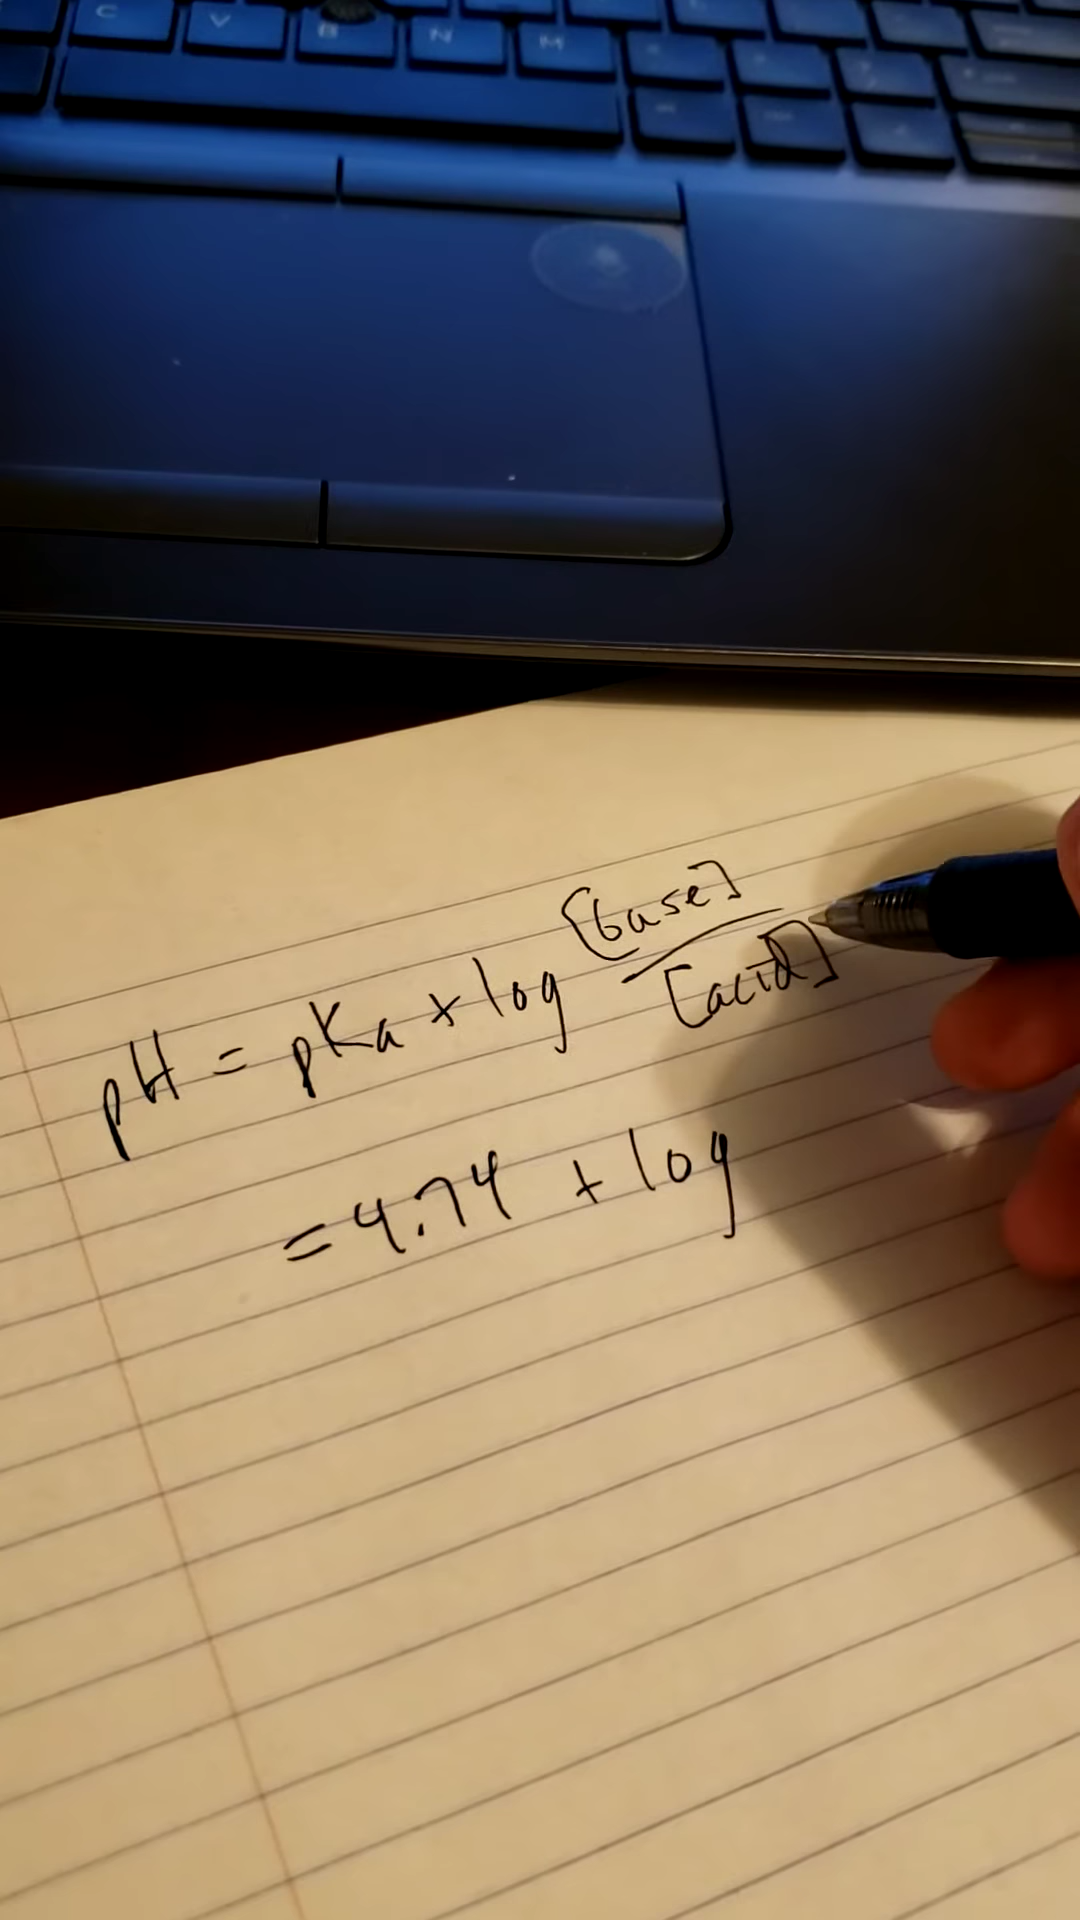 C V B N M
pH = pKa + log [base]/[acid]
= 4.74 + log